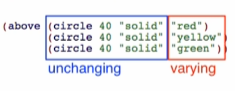 (above (circle 40 "solid" "red")
(circle 40 "solid" "yellow")
(circle 40 "solid" "green"))
unchanging varying